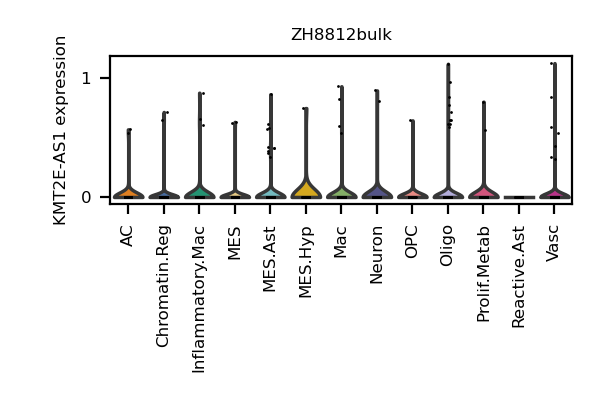 ZH8812bulk
KMT2E-AS1 expression
1
0
AC
Chromatin.Reg
Inflammatory.Mac
MES
MES.Ast
MES.Hyp
Mac
Neuron
OPC
Oligo
Prolif.Metab
Reactive.Ast
Vasc